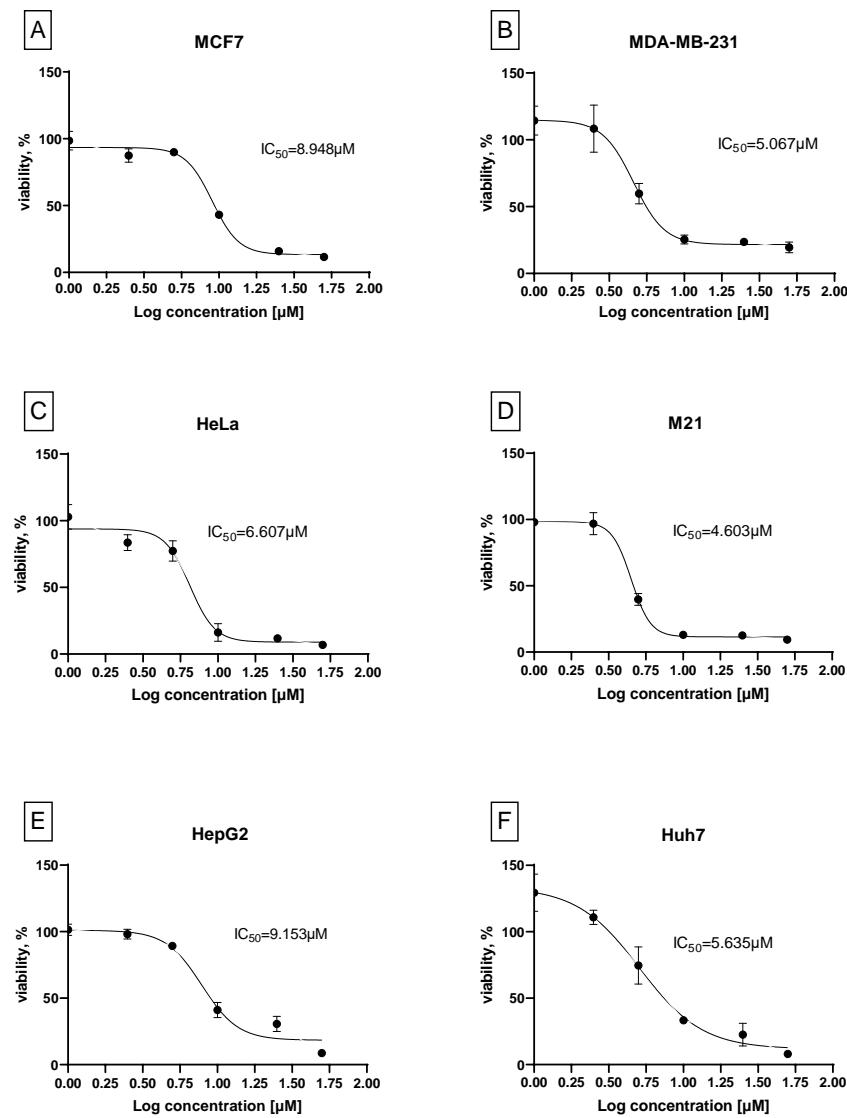 A
MCF7
150
100
50
0
viability, %
IC50=8.948µM
0.00 0.25 0.50 0.75 1.00 1.25 1.50 1.75 2.00
Log concentration [µM]
B
MDA-MB-231
150
100
50
0
viability, %
IC50=5.067µM
0.00 0.25 0.50 0.75 1.00 1.25 1.50 1.75 2.00
Log concentration [µM]
C
HeLa
150
100
50
0
viability, %
IC50=6.607µM
0.00 0.25 0.50 0.75 1.00 1.25 1.50 1.75 2.00
Log concentration [µM]
D
M21
150
100
50
0
viability, %
IC50=4.603µM
0.00 0.25 0.50 0.75 1.00 1.25 1.50 1.75 2.00
Log concentration [µM]
E
HepG2
150
100
50
0
viability, %
IC50=9.153µM
0.00 0.25 0.50 0.75 1.00 1.25 1.50 1.75 2.00
Log concentration [µM]
F
Huh7
150
100
50
0
viability, %
IC50=5.635µM
0.00 0.25 0.50 0.75 1.00 1.25 1.50 1.75 2.00
Log concentration [µM]